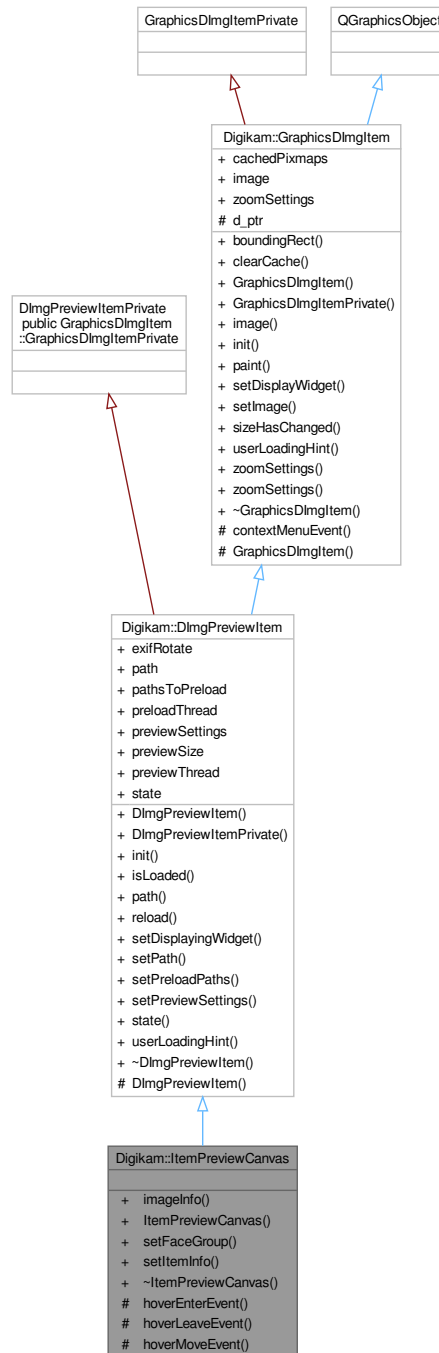 GraphicsDImgItemPrivate
QGraphicsObject
Digikam::GraphicsDImgItem
+ cachedPixmaps
+ image
+ zoomSettings
# d_ptr
+ boundingRect()
+ clearCache()
+ GraphicsDImgItem()
+ GraphicsDImgItemPrivate()
+ image()
+ init()
+ paint()
+ setDisplayWidget()
+ setImage()
+ sizeHasChanged()
+ userLoadingHint()
+ zoomSettings()
+ zoomSettings()
+ ~GraphicsDImgItem()
# contextMenuEvent()
# GraphicsDImgItem()
DImgPreviewItemPrivate
public GraphicsDImgItem
::GraphicsDImgItemPrivate
Digikam::DImgPreviewItem
+ exifRotate
+ path
+ pathsToPreload
+ preloadThread
+ previewSettings
+ previewSize
+ previewThread
+ state
+ DImgPreviewItem()
+ DImgPreviewItemPrivate()
+ init()
+ isLoaded()
+ path()
+ reload()
+ setDisplayingWidget()
+ setPath()
+ setPreloadPaths()
+ setPreviewSettings()
+ state()
+ userLoadingHint()
+ ~DImgPreviewItem()
# DImgPreviewItem()
Digikam::ItemPreviewCanvas
+ imageInfo()
+ ItemPreviewCanvas()
+ setFaceGroup()
+ setItemInfo()
+ ~ItemPreviewCanvas()
# hoverEnterEvent()
# hoverLeaveEvent()
# hoverMoveEvent()